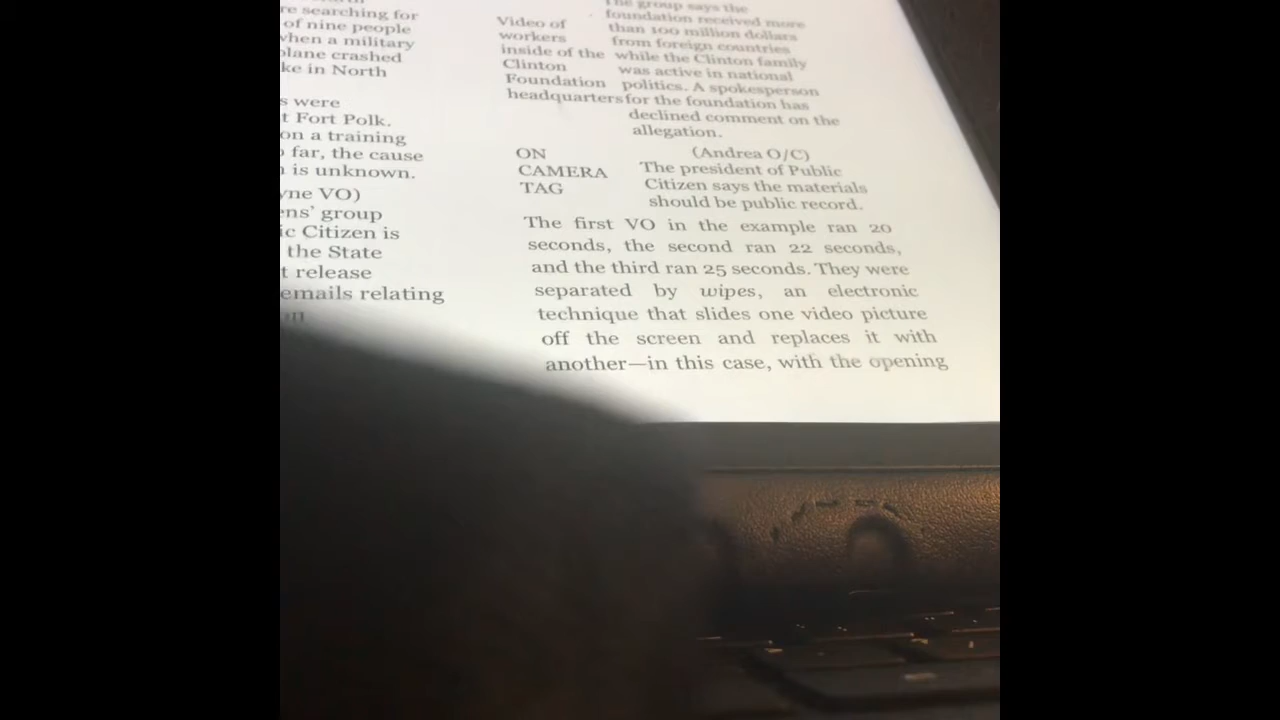 re searching for
of nine people
when a military
plane crashed
ke in North
s were
t Fort Polk.
on a training
far, the cause
is unknown.
yne VO)
ens' group
ic Citizen is
the State
t release
emails relating
Video of
workers
inside of the
Clinton
Foundation
headquarters
The group says the
foundation received more
than 100 million dollars
from foreign countries
while the Clinton family
was active in national
politics. A spokesperson
for the foundation has
declined comment on the
allegation.
ON
CAMERA
TAG
(Andrea O/C)
The president of Public
Citizen says the materials
should be public record.
The first VO in the example ran 20
seconds, the second ran 22 seconds,
and the third ran 25 seconds. They were
separated by wipes, an electronic
technique that slides one video picture
off the screen and replaces it with
another—in this case, with the opening